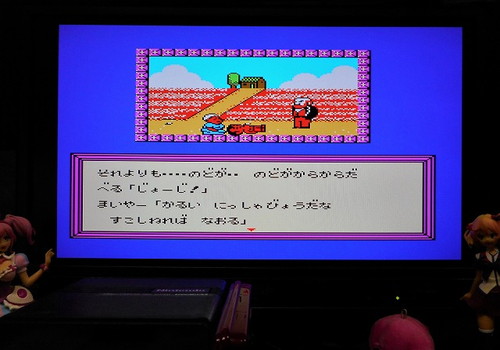 それよりも‥‥‥のどが‥ のどがからからだ
べる「じょーじ！」
まいやー「かるい にっしゃびょうだな
すこしねれば なおる」